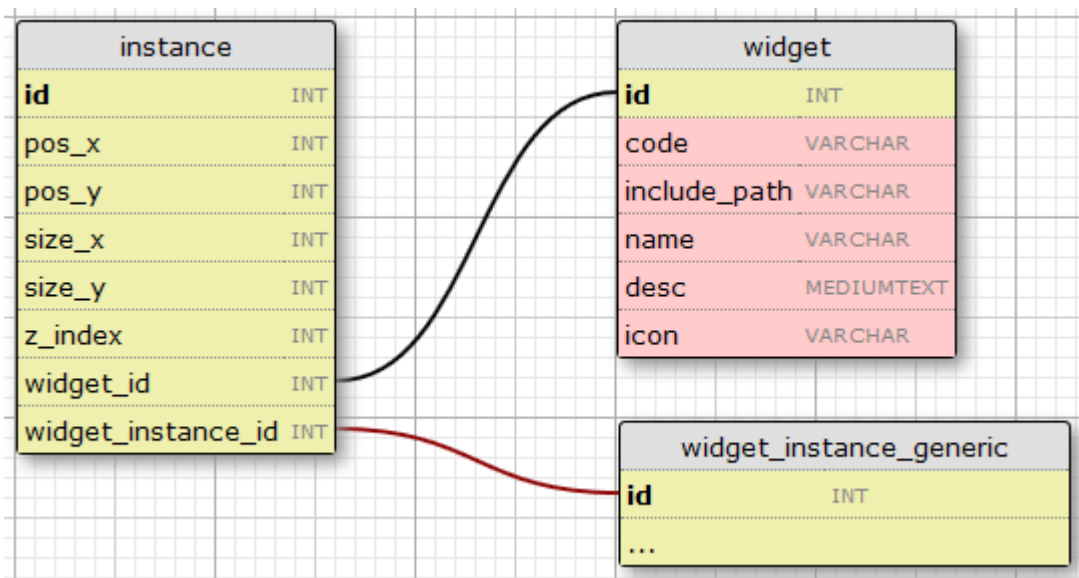 instance
id INT
pos_x INT
pos_y INT
size_x INT
size_y INT
z_index INT
widget_id INT
widget_instance_id INT
widget
id INT
code VARCHAR
include_path VARCHAR
name VARCHAR
desc MEDIUMTEXT
icon VARCHAR
widget_instance_generic
id INT
...